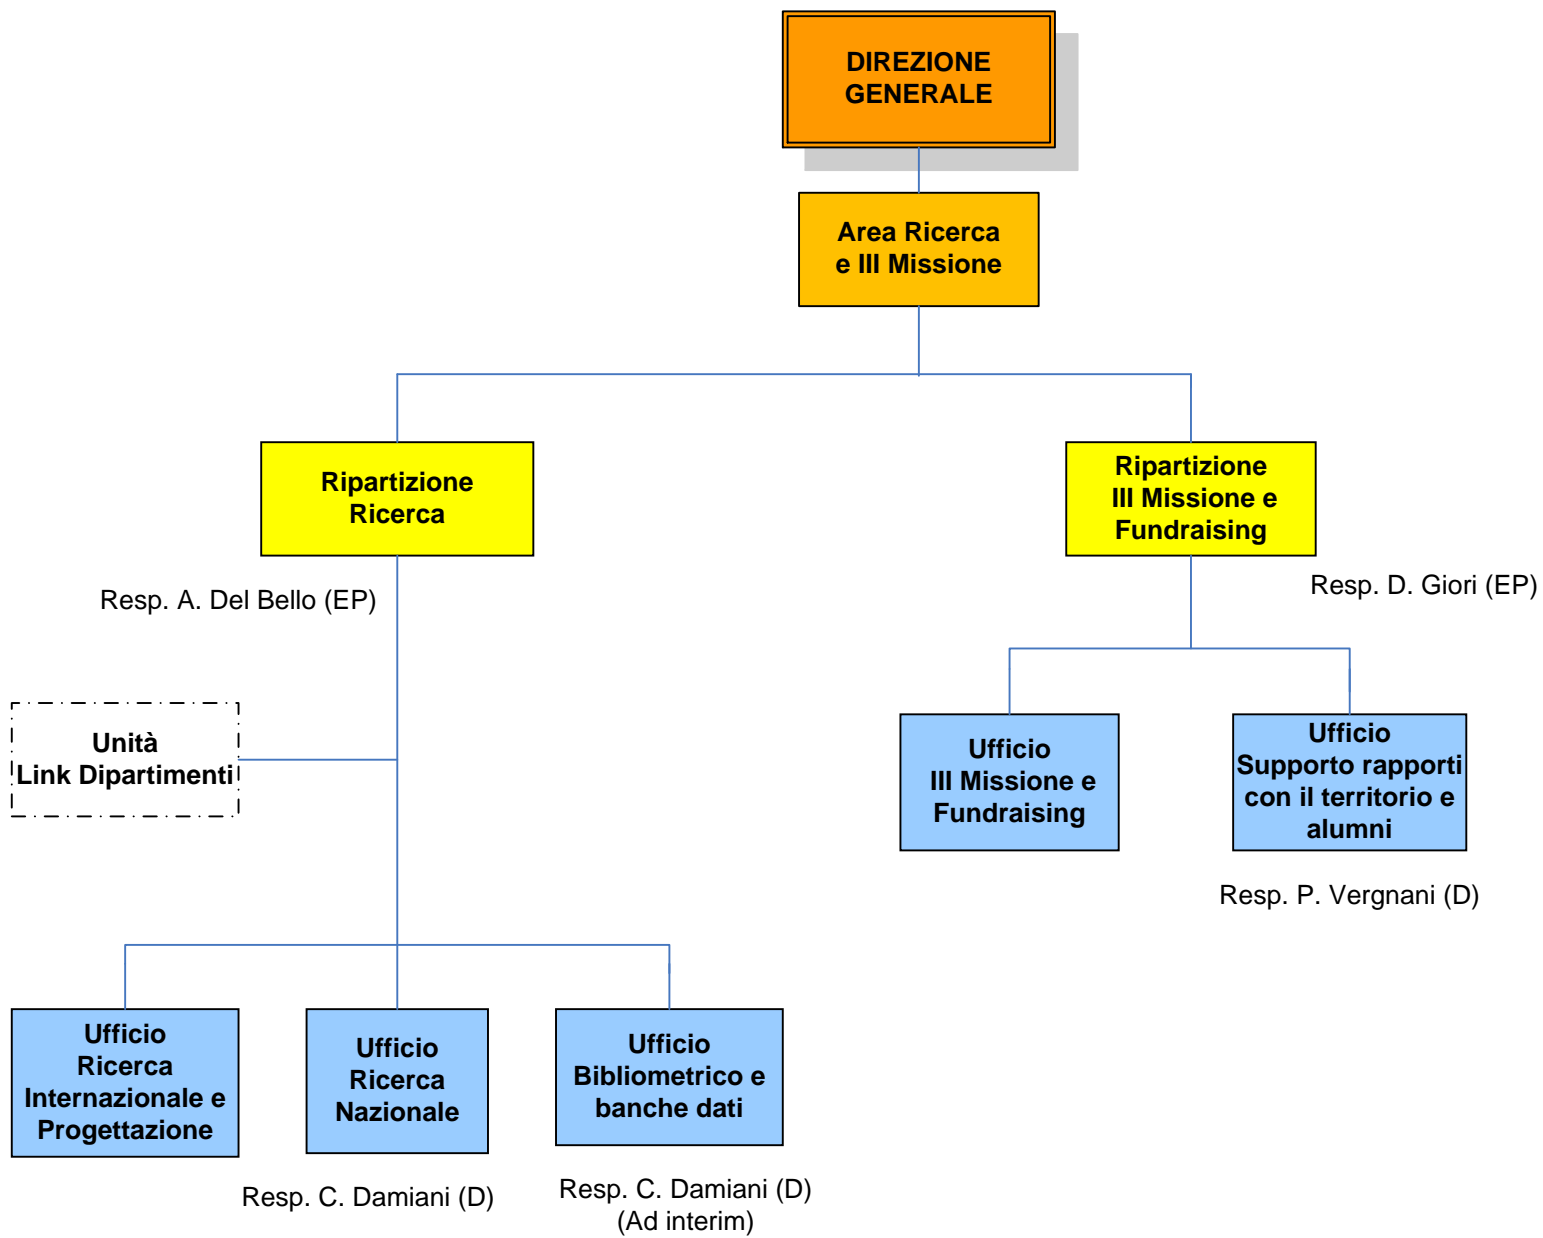 DIREZIONE
GENERALE
Area Ricerca
e III Missione
Ripartizione
Ricerca
Resp. A. Del Bello (EP)
Ripartizione
III Missione e
Fundraising
Resp. D. Giori (EP)
Unità
Link Dipartimenti
Ufficio
III Missione e
Fundraising
Ufficio
Supporto rapporti
con il territorio e
alumni
Resp. P. Vergnani (D)
Ufficio
Ricerca
Internazionale e
Progettazione
Ufficio
Ricerca
Nazionale
Resp. C. Damiani (D)
Ufficio
Bibliometrico e
banche dati
Resp. C. Damiani (D)
(Ad interim)